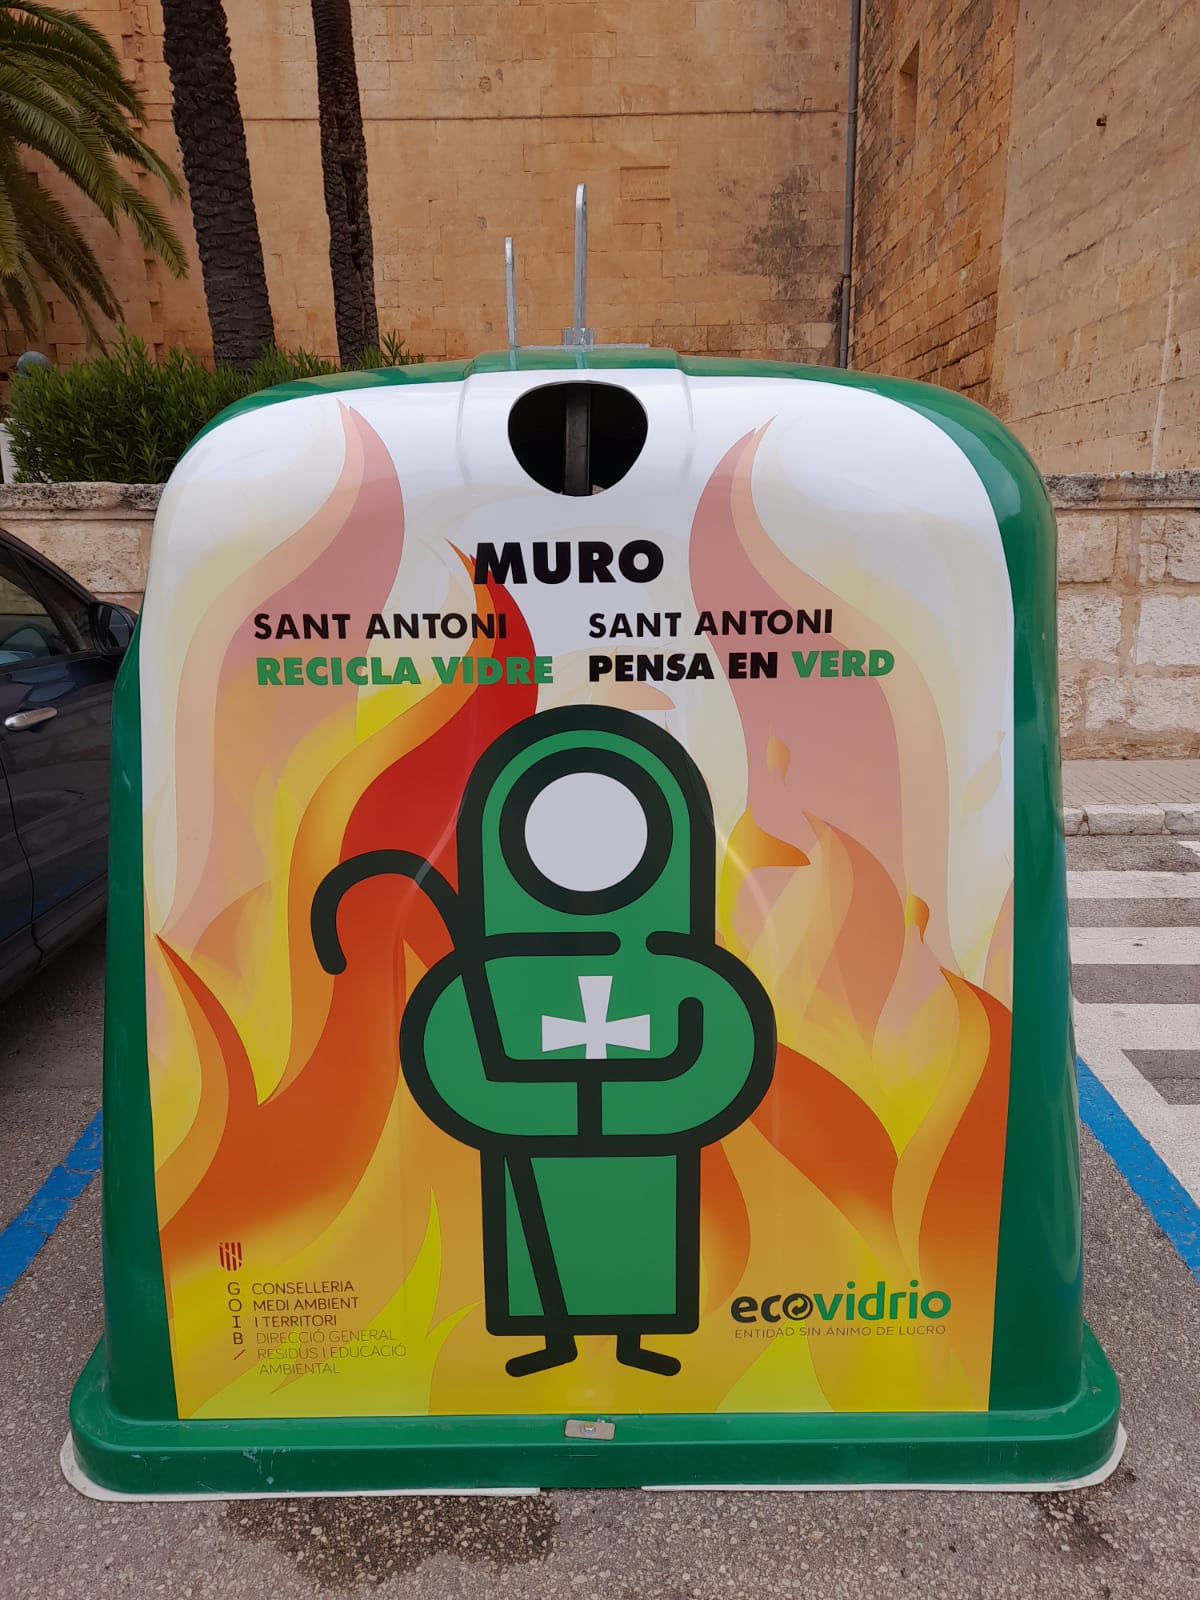 MURO
SANT ANTONI
RECICLA VIDRE
SANT ANTONI
PENSA EN VERD
G CONSELLERIA
O MEDI AMBIENT
I I TERRITORI
B DIRECCIÓ GENERAL
/ RESIDUS I EDUCACIÓ
AMBIENTAL
ecovidrio
ENTIDAD SIN ÁNIMO DE LUCRO